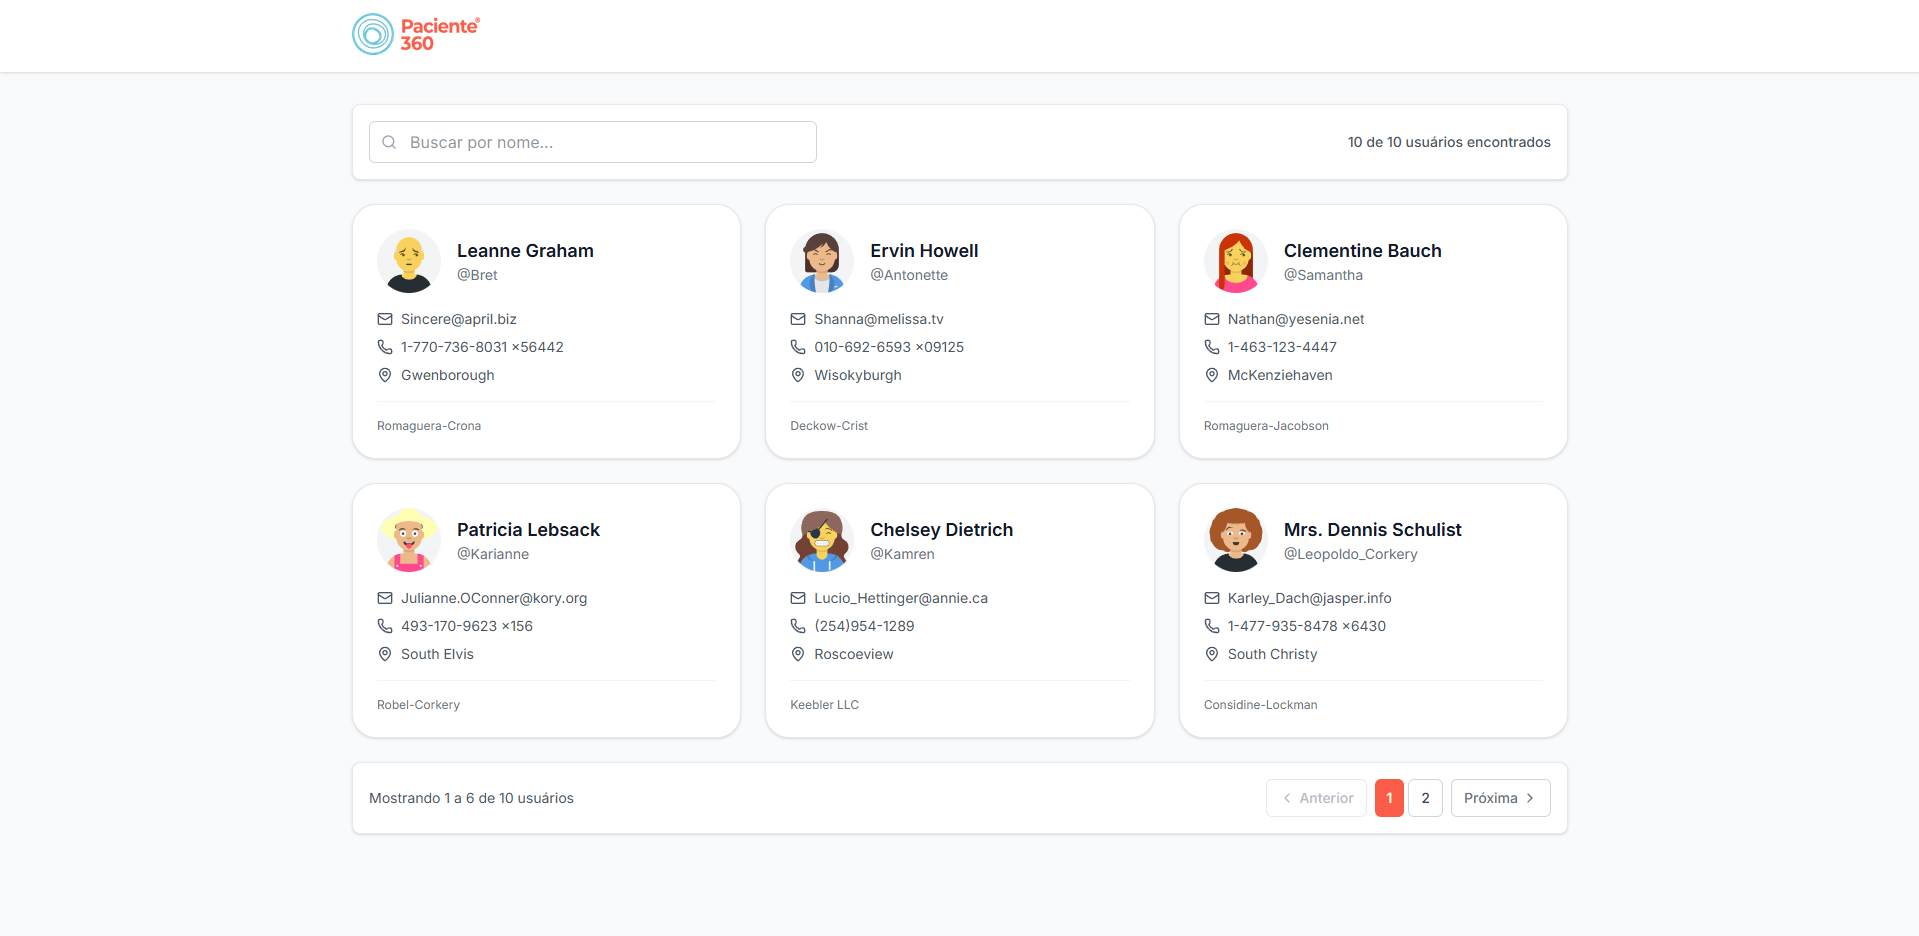 Paciente®
360
Buscar por nome...
10 de 10 usuários encontrados
Leanne Graham
@Bret
Sincere@april.biz
1-770-736-8031 x56442
Gwenborough
Romaguera-Crona
Ervin Howell
@Antonette
Shanna@melissa.tv
010-692-6593 x09125
Wisokyburgh
Deckow-Crist
Clementine Bauch
@Samantha
Nathan@yesenia.net
1-463-123-4447
McKenziehaven
Romaguera-Jacobson
Patricia Lebsack
@Karianne
Julianne.OConner@kory.org
493-170-9623 x156
South Elvis
Robel-Corkery
Chelsey Dietrich
@Kamren
Lucio_Hettinger@annie.ca
(254)954-1289
Roscoeview
Keebler LLC
Mrs. Dennis Schulist
@Leopoldo_Corkery
Karley_Dach@jasper.info
1-477-935-8478 x6430
South Christy
Considine-Lockman
Mostrando 1 a 6 de 10 usuários
Anterior
1
2
Próxima